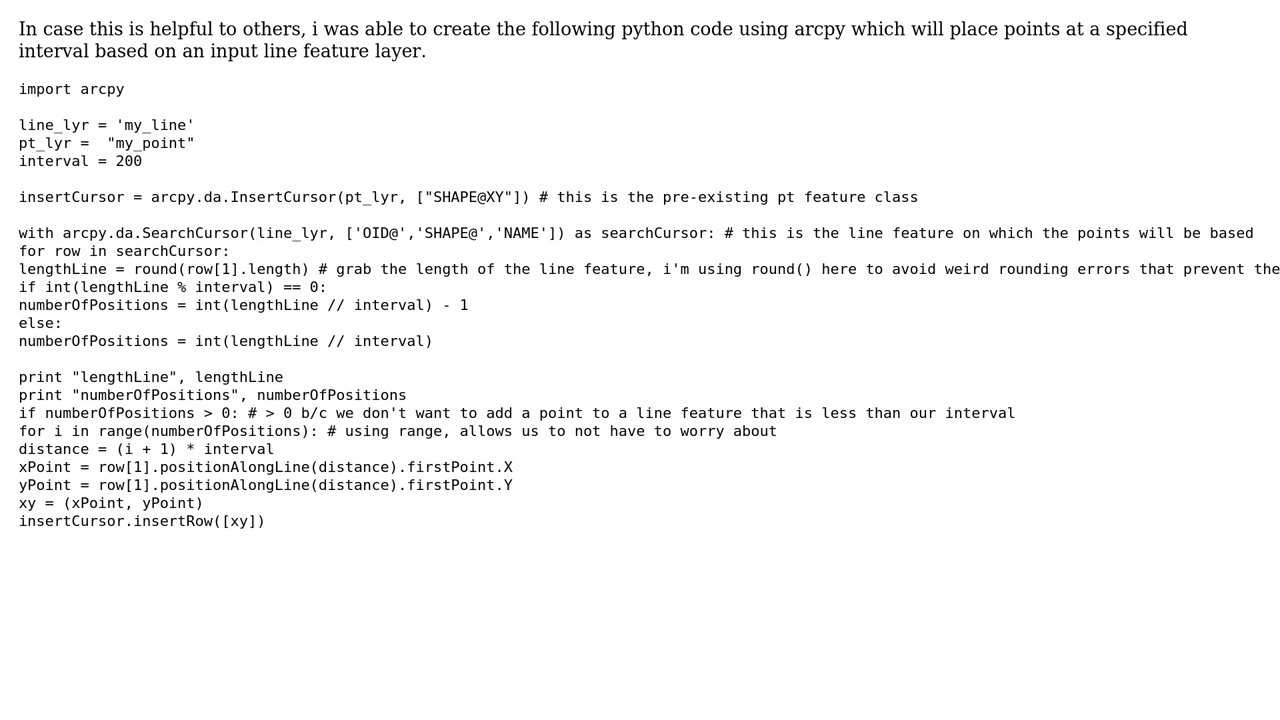 In case this is helpful to others, i was able to create the following python code using arcpy which will place points at a specified
interval based on an input line feature layer.
import arcpy
line_lyr = 'my_line'
pt_lyr =  "my_point"
interval = 200
insertCursor = arcpy.da.InsertCursor(pt_lyr, ["SHAPE@XY"]) # this is the pre-existing pt feature class
with arcpy.da.SearchCursor(line_lyr, ['OID@','SHAPE@','NAME']) as searchCursor: # this is the line feature on which the points will be based
for row in searchCursor:
lengthLine = round(row[1].length) # grab the length of the line feature, i'm using round() here to avoid weird rounding errors that prevent the
if int(lengthLine % interval) == 0:
numberOfPositions = int(lengthLine // interval) - 1
else:
numberOfPositions = int(lengthLine // interval)
print "lengthLine", lengthLine
print "numberOfPositions", numberOfPositions
if numberOfPositions > 0: # > 0 b/c we don't want to add a point to a line feature that is less than our interval
for i in range(numberOfPositions): # using range, allows us to not have to worry about
distance = (i + 1) * interval
xPoint = row[1].positionAlongLine(distance).firstPoint.X
yPoint = row[1].positionAlongLine(distance).firstPoint.Y
xy = (xPoint, yPoint)
insertCursor.insertRow([xy])